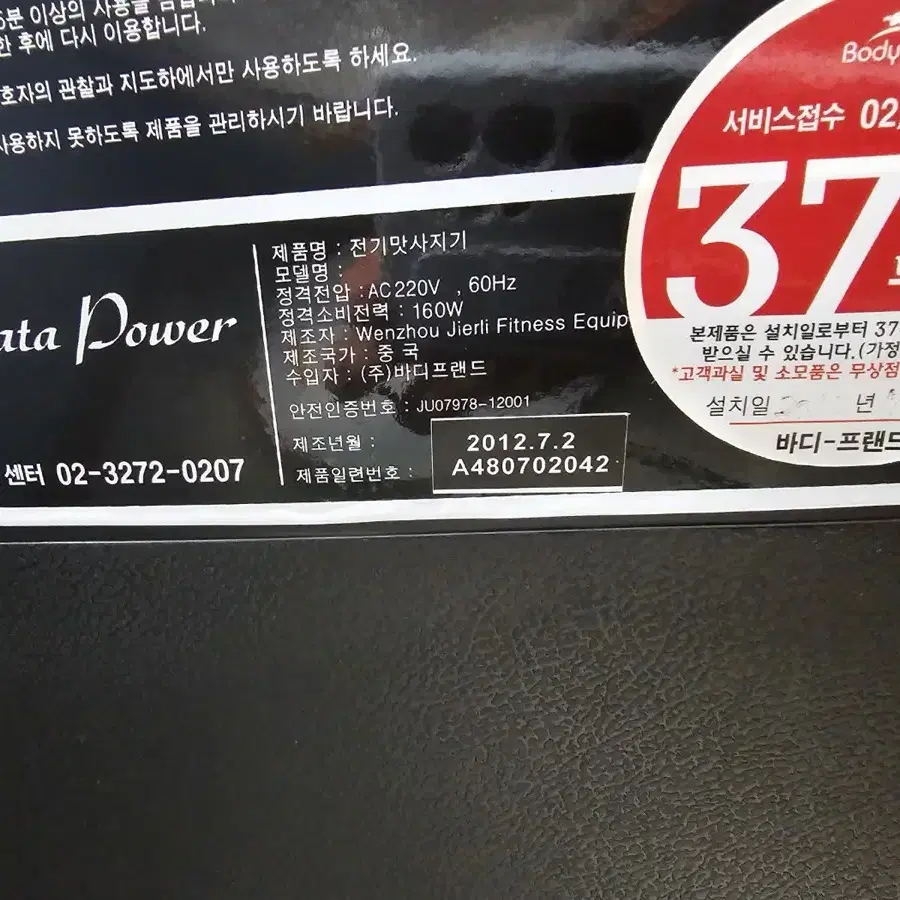 5분 이상의 사용을 금합니
한 후에 다시 이용합니다.
호자의 관찰과 지도하에서만 사용하도록 하세요.
사용하지 못하도록 제품을 관리하시기 바랍니다.
ata Power
센터 02-3272-0207
제품명 : 전기맛사지기
모델명 :
정격전압 : AC220V , 60Hz
정격소비전력 : 160W
제조자 : Wenzhou Jierli Fitness Equip
제조국가 : 중 국
수입자 : (주)바디프랜드
안전인증번호 : JU07978-12001
제조년월 : 2012.7.2
제품일련번호 : A480702042
Body
서비스접수 02
37
본제품은 설치일로부터 37
받으실 수 있습니다.(가정
*고객과실 및 소모품은 무상점
설치일 년
바디-프랜드